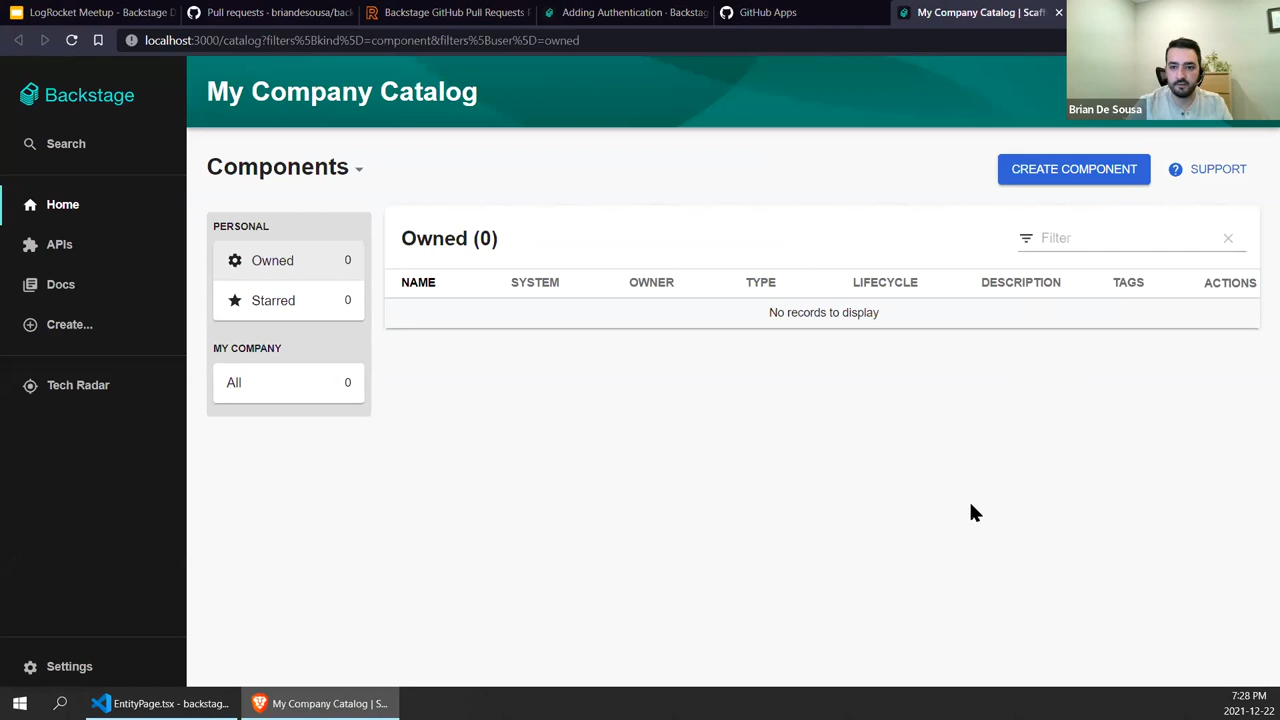 LogRocket Meetup - Backstage D
Pull requests · briandesousa/back
Backstage GitHub Pull Requests F
Adding Authentication · Backstag
GitHub Apps
My Company Catalog | Scaff
localhost:3000/catalog?filters%5Bkind%5D=component&filters%5Buser%5D=owned
Brian De Sousa
Backstage
Search
Home
APIs
Docs
Create...
Tech Radar
Settings
My Company Catalog
Components
CREATE COMPONENT
SUPPORT
PERSONAL
Owned 0
Starred 0
MY COMPANY
All 0
Owned (0)
Filter
NAME SYSTEM OWNER TYPE LIFECYCLE DESCRIPTION TAGS ACTIONS
No records to display
EntityPage.tsx - backstag...
My Company Catalog | S...
7:28 PM
2021-12-22